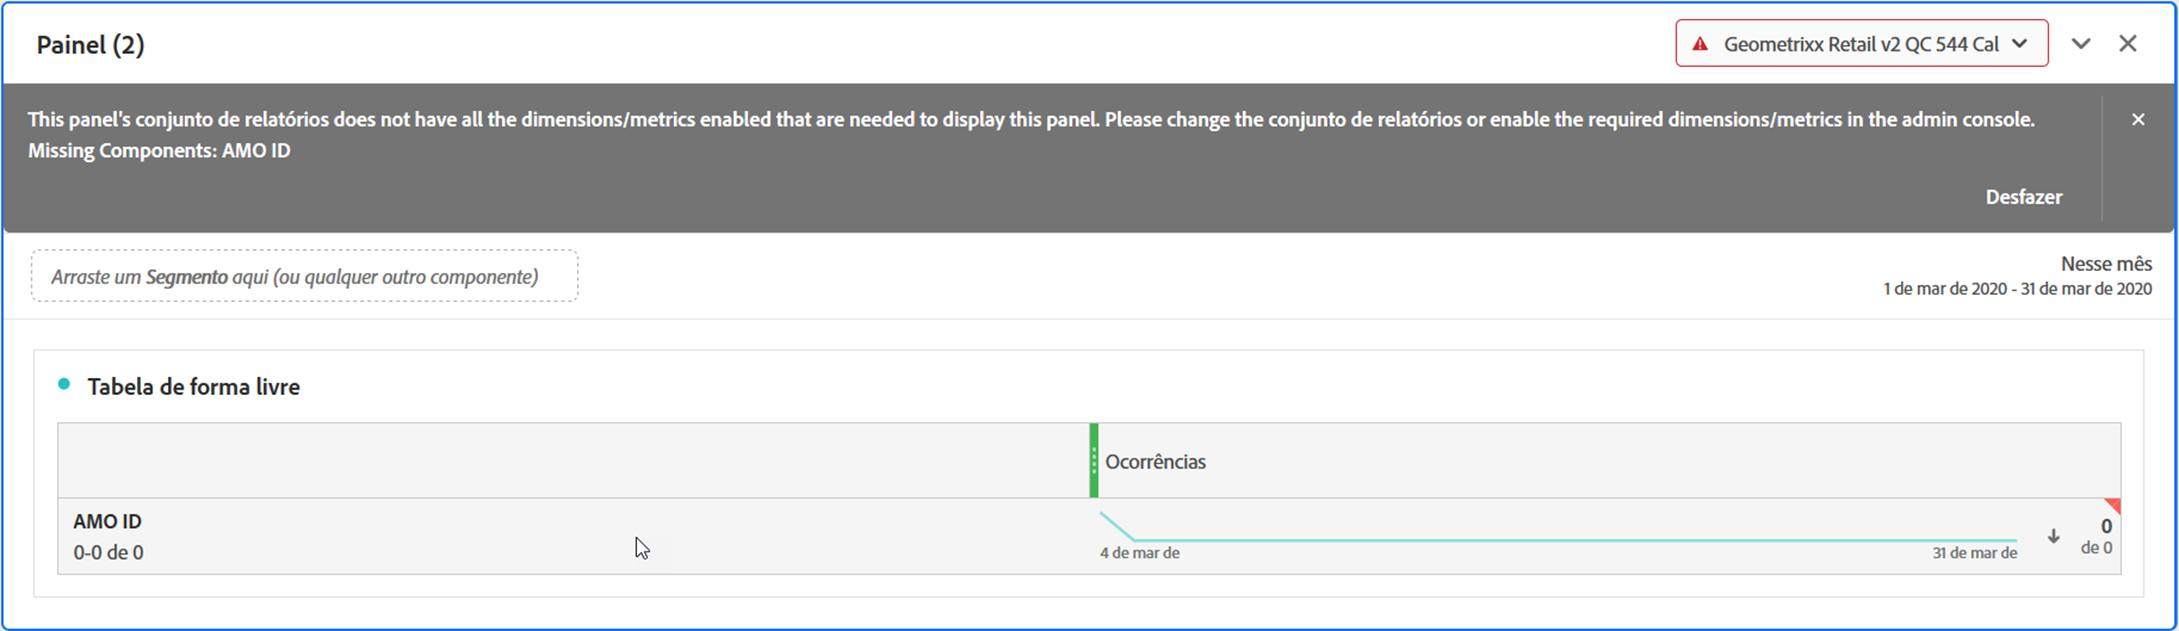 Painel (2)
Geometrixx Retail v2 QC 544 Cal
This panel's conjunto de relatórios does not have all the dimensions/metrics enabled that are needed to display this panel. Please change the conjunto de relatórios or enable the required dimensions/metrics in the admin console.
Missing Components: AMO ID
Desfazer
Arraste um Segmento aqui (ou qualquer outro componente)
Nesse mês
1 de mar de 2020 - 31 de mar de 2020
Tabela de forma livre
Ocorrências
AMO ID
0-0 de 0
4 de mar de
31 de mar de
0
de 0